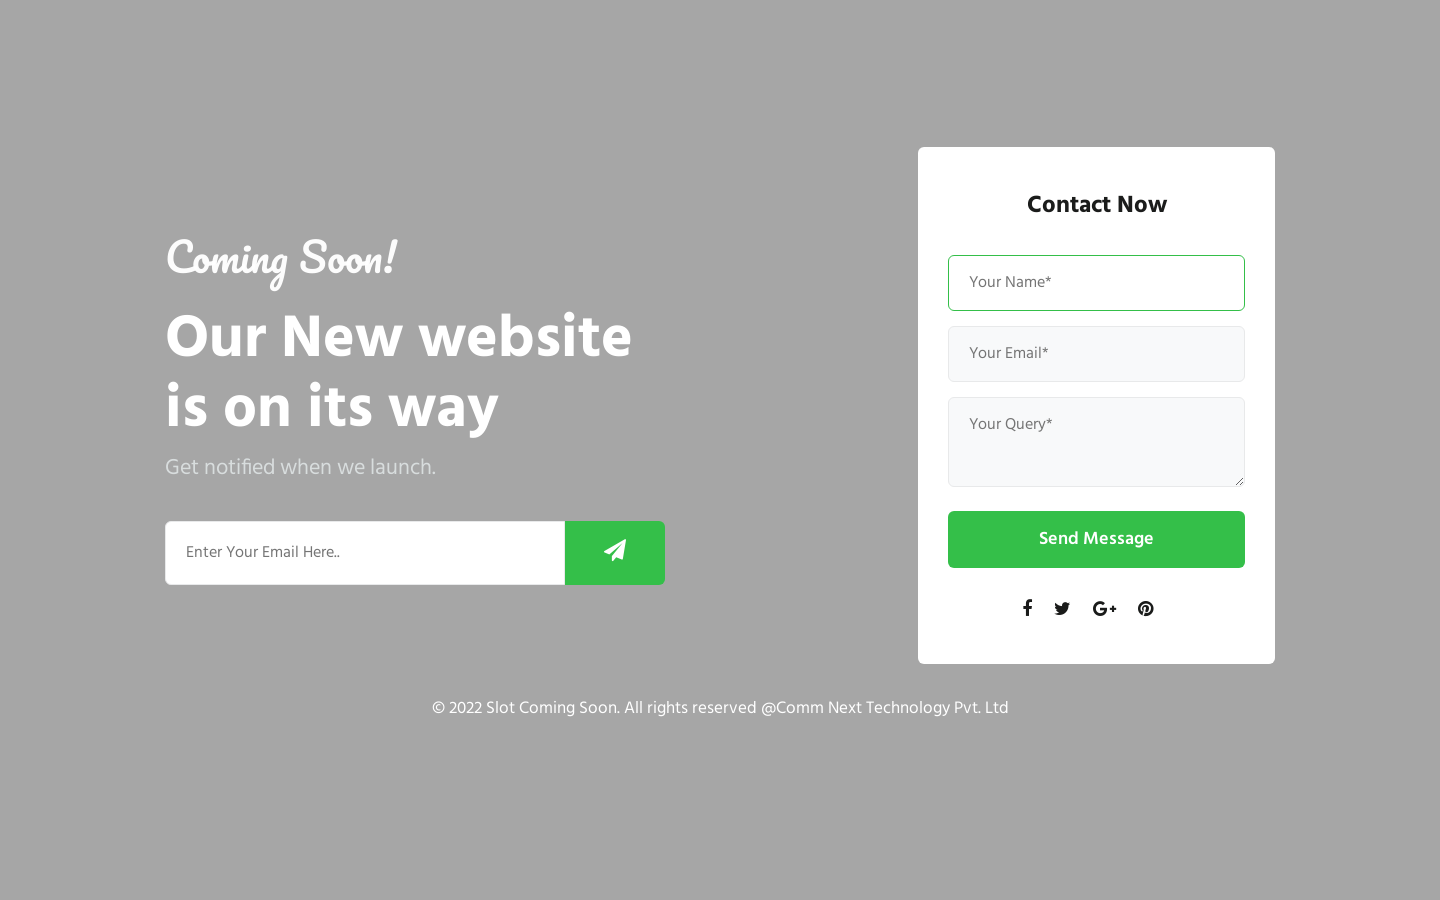 Coming Soon!
Our New website
is on its way
Get notified when we launch.
Enter Your Email Here..
Contact Now
Your Name*
Your Email*
Your Query*
Send Message
© 2022 Slot Coming Soon. All rights reserved @Comm Next Technology Pvt. Ltd